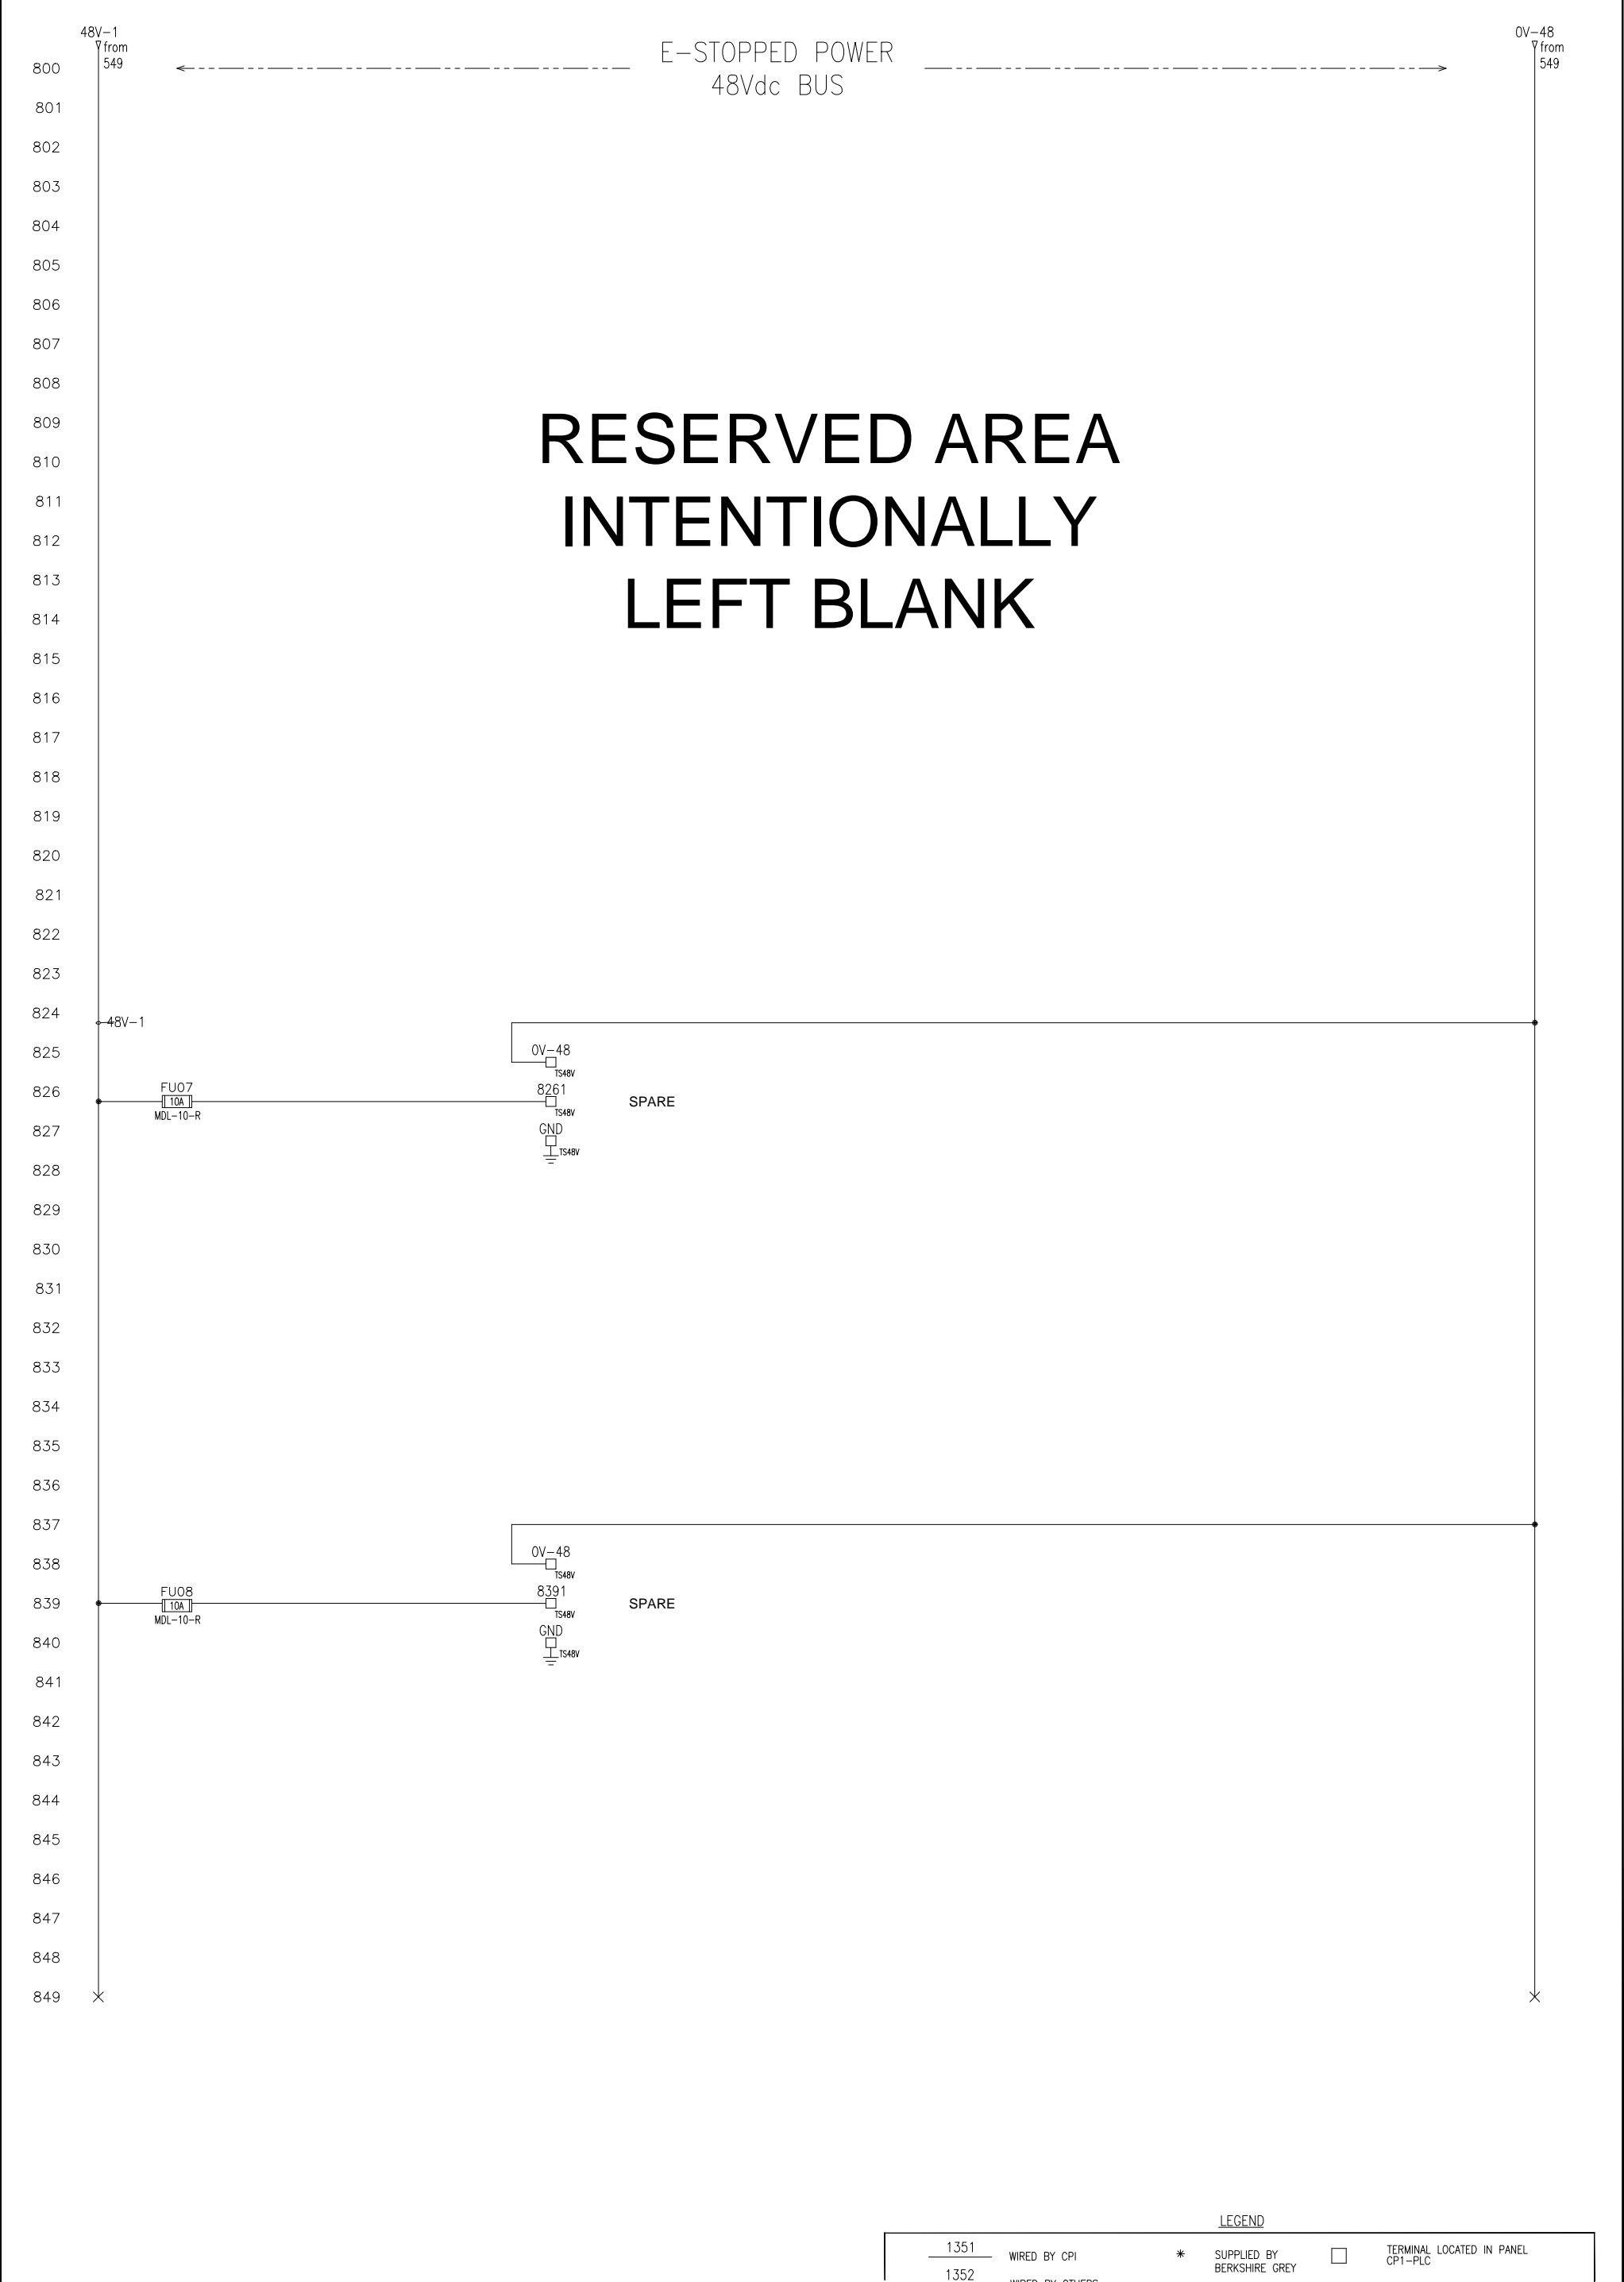 48V-1
from
549
E-STOPPED POWER
48Vdc BUS
0V-48
from
549
800
801
802
803
804
805
806
807
808
809
810
811
812
813
814
815
816
817
818
819
820
821
822
823
824
825
826
827
828
829
830
831
832
833
834
835
836
837
838
839
840
841
842
843
844
845
846
847
848
849
RESERVED AREA
INTENTIONALLY
LEFT BLANK
48V-1
0V-48
TS48V
FU07
10A
MDL-10-R
8261
TS48V
SPARE
GND
TS48V
0V-48
TS48V
FU08
10A
MDL-10-R
8391
TS48V
SPARE
GND
TS48V
LEGEND
1351 WIRED BY CPI
* SUPPLIED BY
BERKSHIRE GREY
TERMINAL LOCATED IN PANEL
CP1-PLC
1352 WIRED BY OTHERS